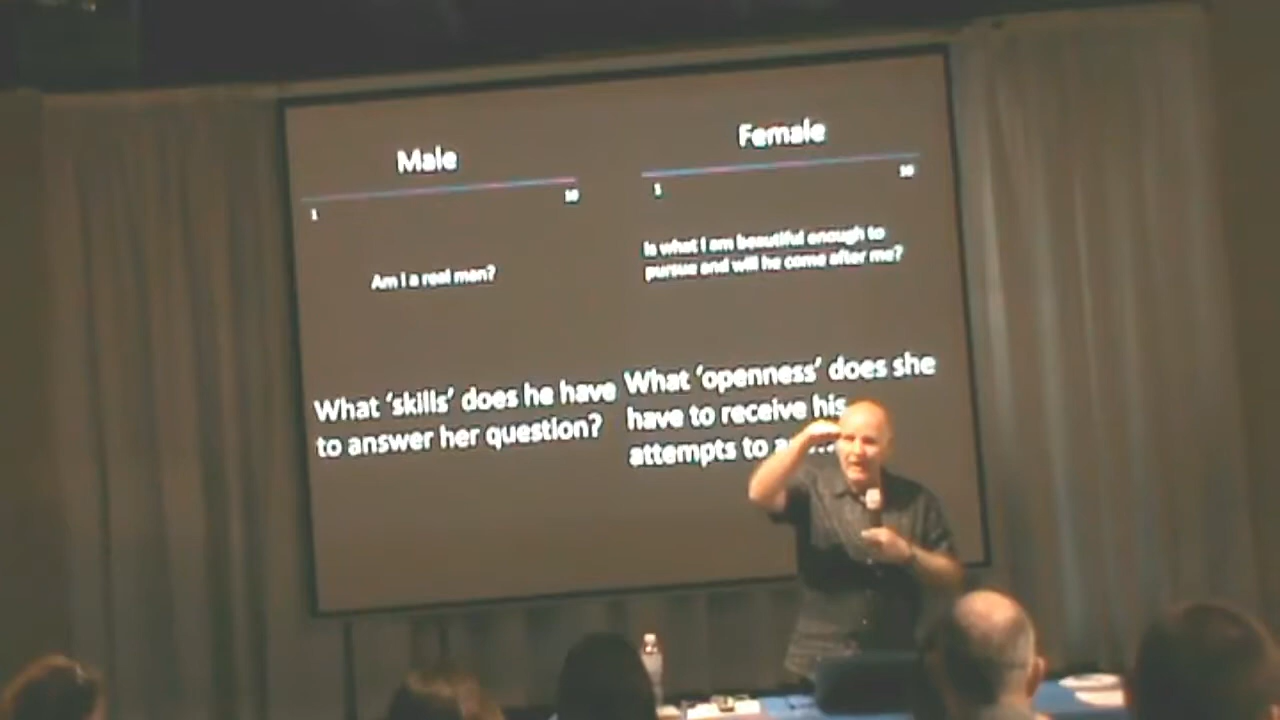 Male
1 10
Am I a real man?
What ‘skills’ does he have
to answer her question?
Female
1 10
Is what I am beautiful enough to
pursue and will he come after me?
What ‘openness’ does she
have to receive his
attempts to